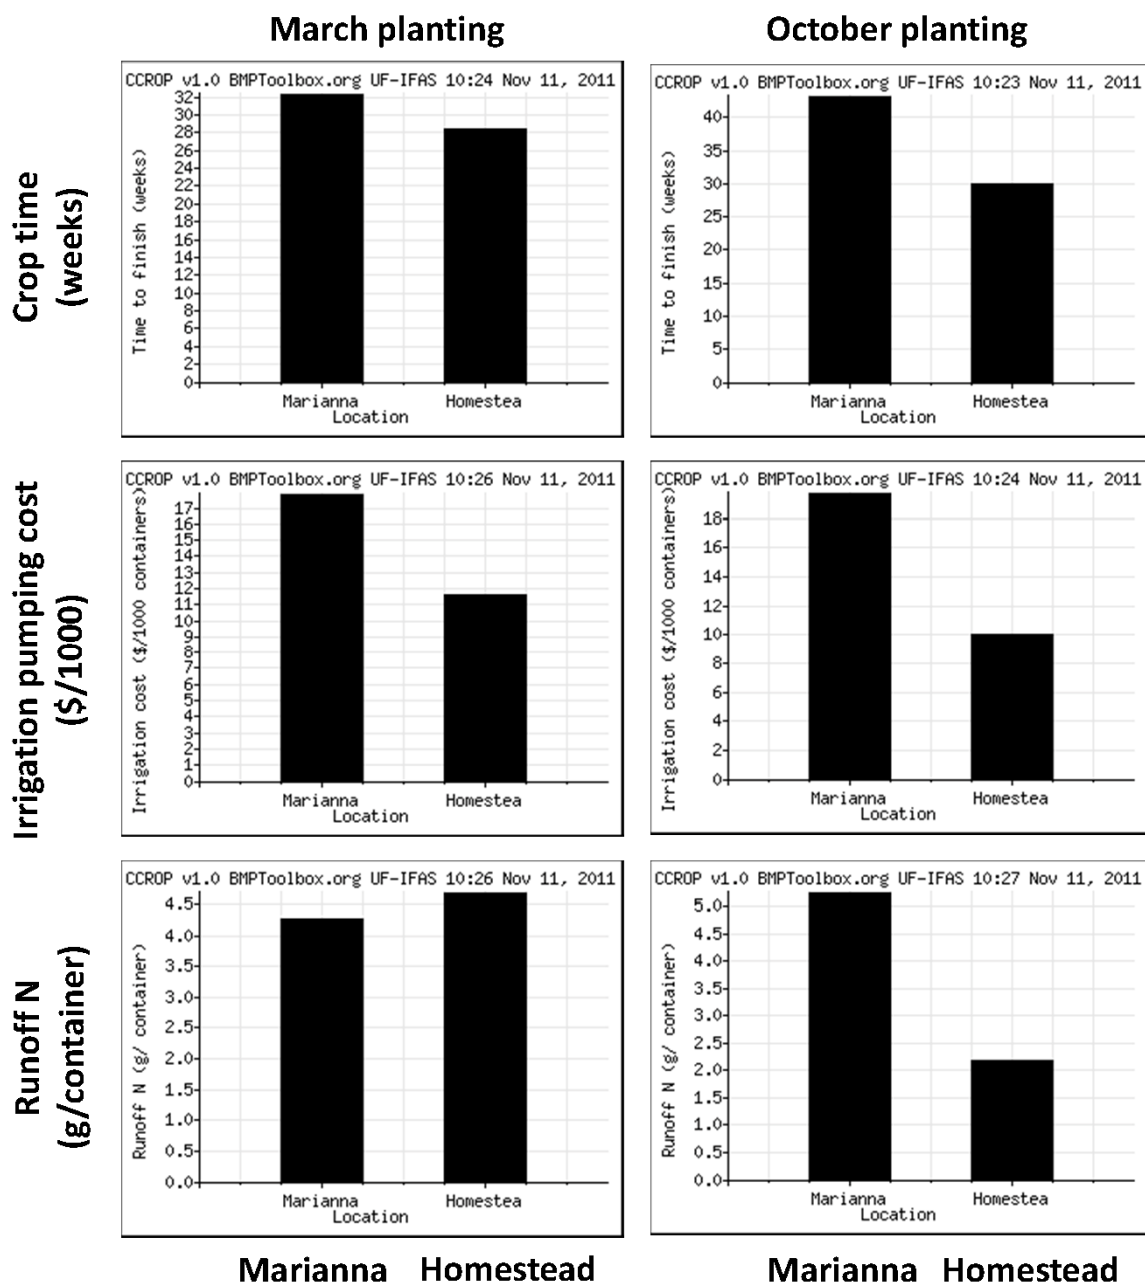 March planting
October planting
Crop time
(weeks)
CCROP v1.0 BMPToolbox.org UF-IFAS 10:24 Nov 11, 2011
Time to finish (weeks)
32
30
28
26
24
22
20
18
16
14
12
10
8
6
4
2
0
Marianna Homestea
Location
CCROP v1.0 BMPToolbox.org UF-IFAS 10:23 Nov 11, 2011
Time to finish (weeks)
40
35
30
25
20
15
10
5
0
Marianna Homestea
Location
Irrigation pumping cost
($/1000)
CCROP v1.0 BMPToolbox.org UF-IFAS 10:26 Nov 11, 2011
Irrigation cost ($/1000 containers)
17
16
15
14
13
12
11
10
9
8
7
6
5
4
3
2
1
0
Marianna Homestea
Location
CCROP v1.0 BMPToolbox.org UF-IFAS 10:24 Nov 11, 2011
Irrigation cost ($/1000 containers)
18
16
14
12
10
8
6
4
2
0
Marianna Homestea
Location
Runoff N
(g/container)
CCROP v1.0 BMPToolbox.org UF-IFAS 10:26 Nov 11, 2011
Runoff N (g/ container)
4.5
4.0
3.5
3.0
2.5
2.0
1.5
1.0
0.5
0.0
Marianna Homestea
Location
CCROP v1.0 BMPToolbox.org UF-IFAS 10:27 Nov 11, 2011
Runoff N (g/ container)
5.0
4.5
4.0
3.5
3.0
2.5
2.0
1.5
1.0
0.5
0.0
Marianna Homestea
Location
Marianna Homestead
Marianna Homestead